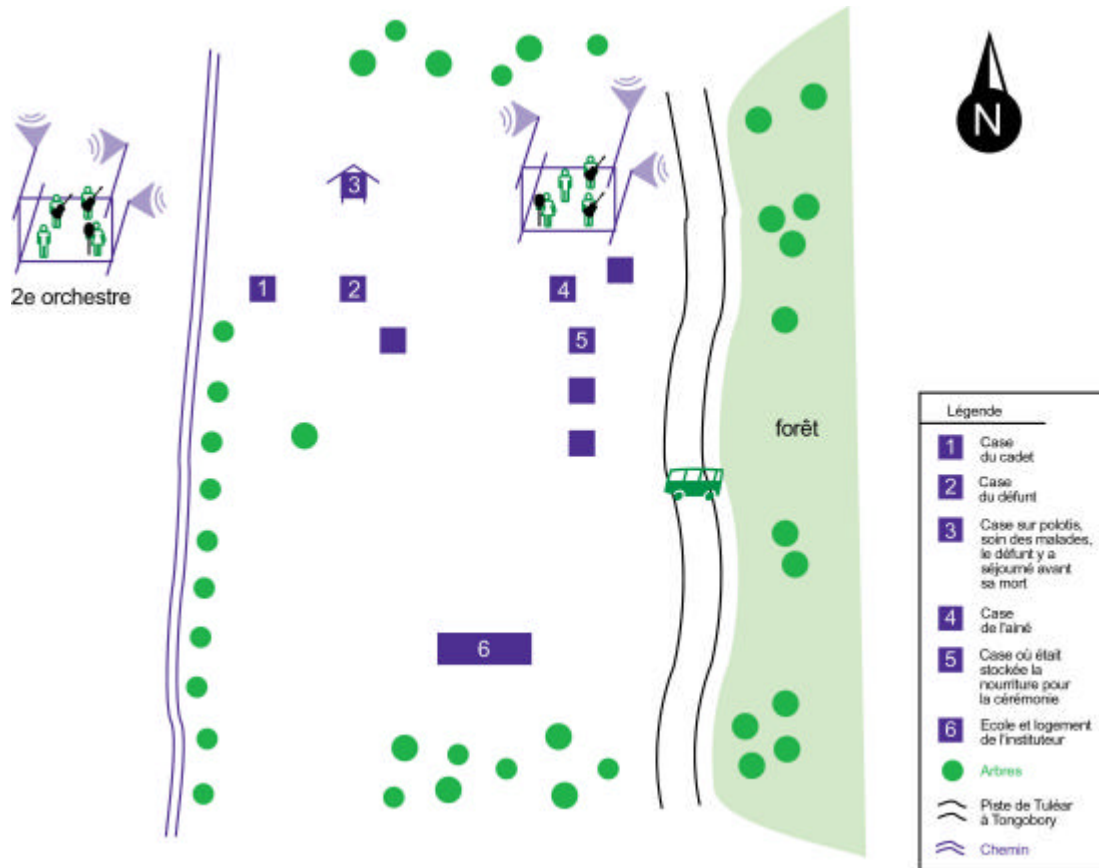 N
3
2e orchestre
1
2
4
5
forêt
6
Légende
1 Case
du cadet
2 Case
du défunt
3 Case sur polotis,
soin des malades,
le défunt y a
séjourné avant
sa mort
4 Case
de l'ainé
5 Case où était
stockée la
nourriture pour
la cérémonie
6 Ecole et logement
de l'instituteur
Arbres
Piste de Tuléar
à Tongobory
Chemin